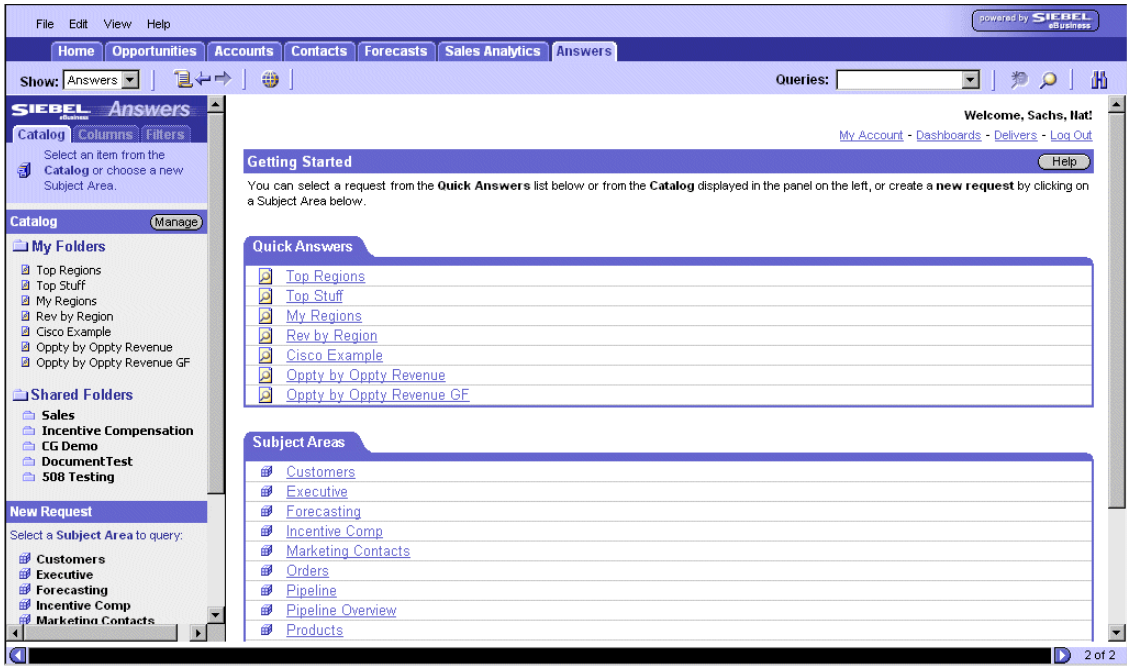 File Edit View Help
powered by SIEBEL eBusiness
Home Opportunities Accounts Contacts Forecasts Sales Analytics Answers
Show: Answers
Queries:
SIEBEL eBusiness Answers
Catalog Columns Filters
Select an item from the
Catalog or choose a new
Subject Area.
Catalog Manage
My Folders
Top Regions
Top Stuff
My Regions
Rev by Region
Cisco Example
Oppty by Oppty Revenue
Oppty by Oppty Revenue GF
Shared Folders
Sales
Incentive Compensation
CG Demo
DocumentTest
508 Testing
New Request
Select a Subject Area to query:
Customers
Executive
Forecasting
Incentive Comp
Marketing Contacts
Welcome, Sachs, Nat!
My Account - Dashboards - Delivers - Log Out
Getting Started Help
You can select a request from the Quick Answers list below or from the Catalog displayed in the panel on the left, or create a new request by clicking on
a Subject Area below.
Quick Answers
Top Regions
Top Stuff
My Regions
Rev by Region
Cisco Example
Oppty by Oppty Revenue
Oppty by Oppty Revenue GF
Subject Areas
Customers
Executive
Forecasting
Incentive Comp
Marketing Contacts
Orders
Pipeline
Pipeline Overview
Products
2 of 2